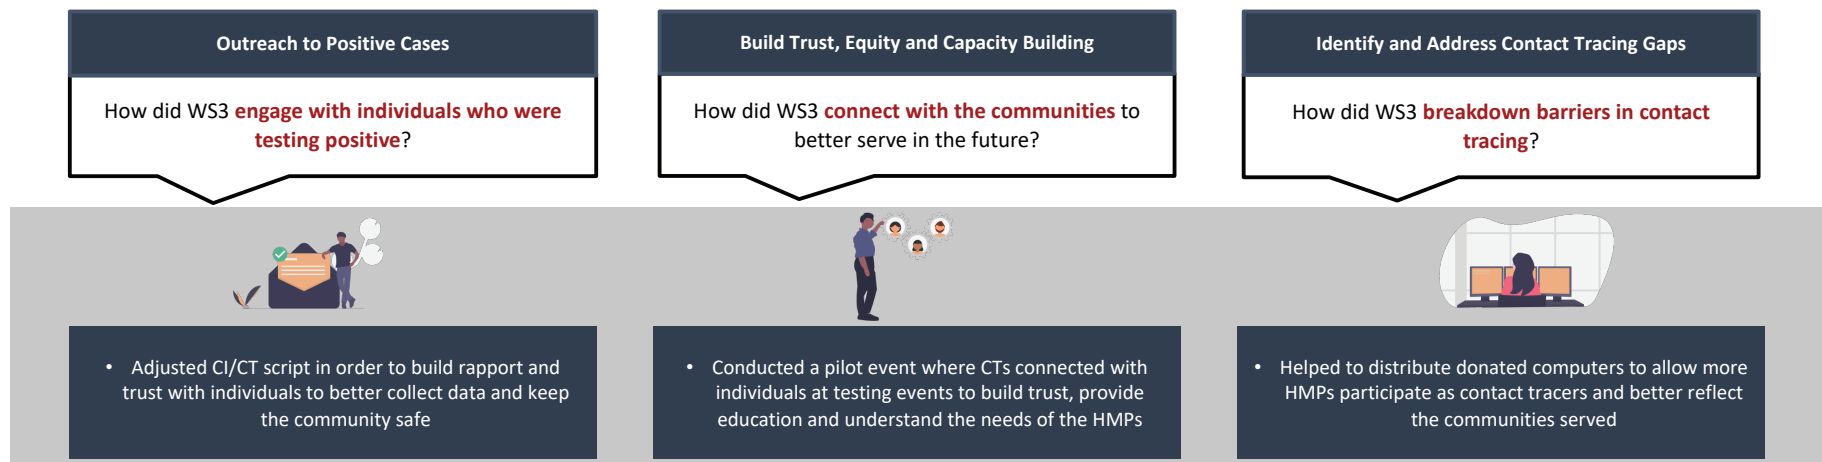 Outreach to Positive Cases
How did WS3 engage with individuals who were
testing positive?
• Adjusted CI/CT script in order to build rapport and
trust with individuals to better collect data and keep
the community safe
Build Trust, Equity and Capacity Building
How did WS3 connect with the communities to
better serve in the future?
• Conducted a pilot event where CTs connected with
individuals at testing events to build trust, provide
education and understand the needs of the HMPs
Identify and Address Contact Tracing Gaps
How did WS3 breakdown barriers in contact
tracing?
• Helped to distribute donated computers to allow more
HMPs participate as contact tracers and better reflect
the communities served